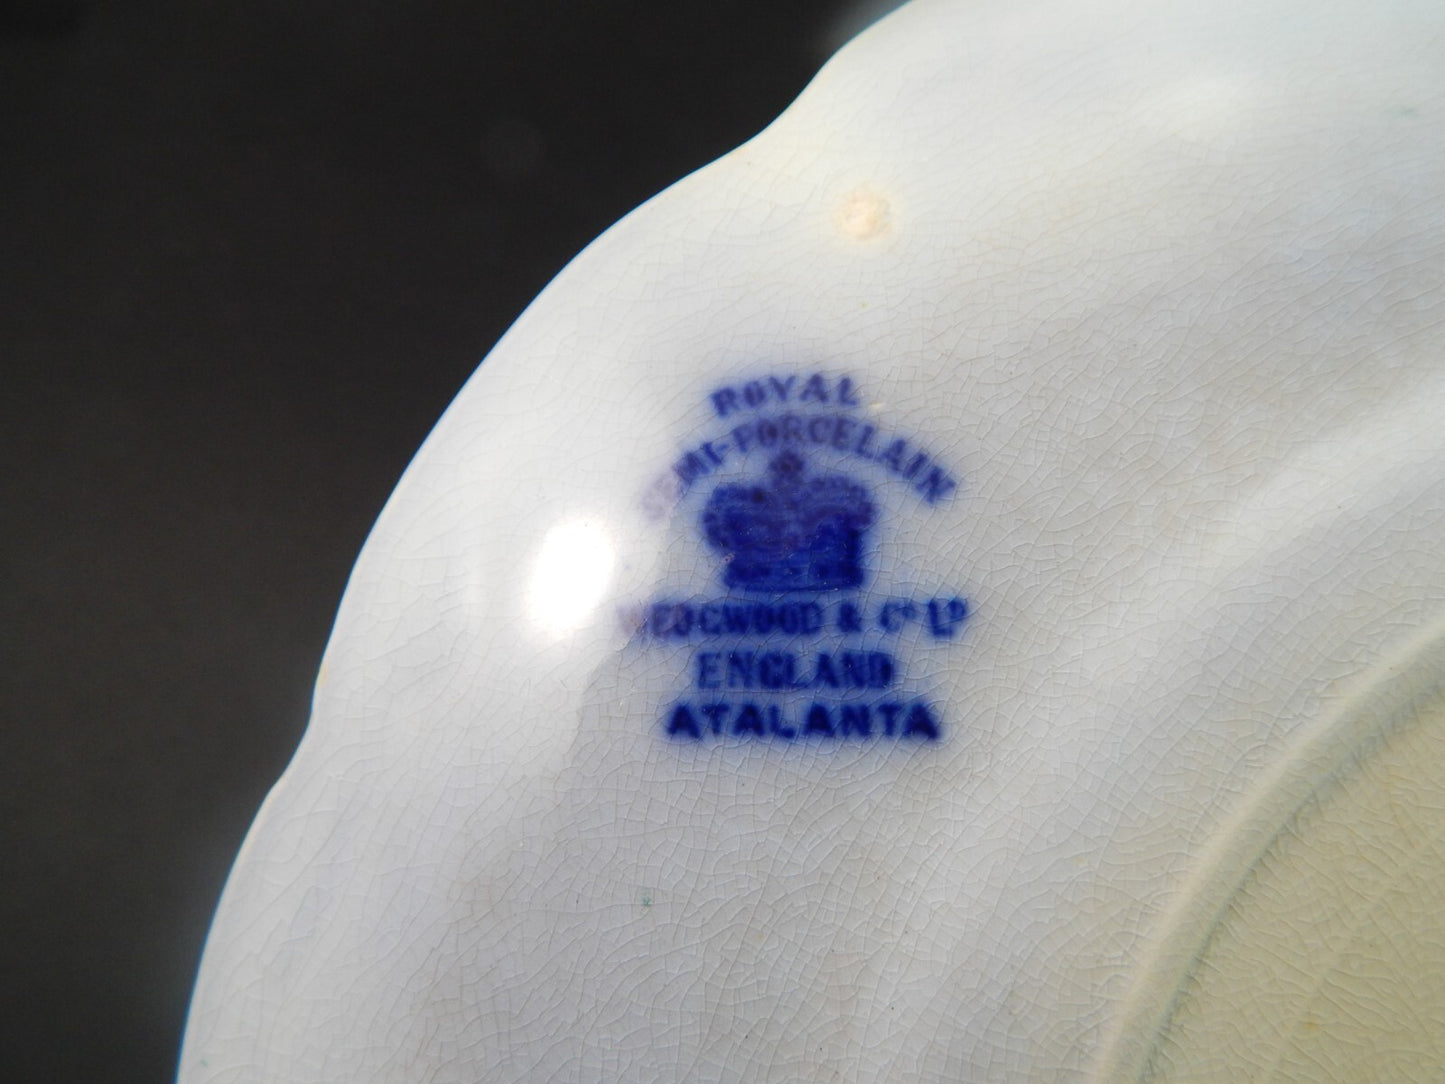 ROYAL
SEMI-PORCELAIN
WEDGWOOD & Cº Lᴰ
ENGLAND
ATALANTA